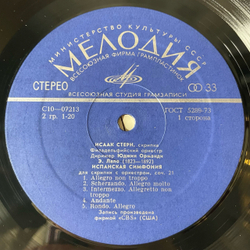 МИНИСТЕРСТВО КУЛЬТУРЫ СССР
МЕЛОДИЯ
ВСЕСОЮЗНАЯ ФИРМА ГРАМПЛАСТИНОК
СТЕРЕО
33
ВСЕСОЮЗНАЯ СТУДИЯ ГРАМЗАПИСИ
С10—07213
ГОСТ 5289-73
2 гр. 1-20
1 сторона
ИСААК СТЕРН, скрипка
Филадельфийский оркестр
Дирижер Юджин Орманди
Э. Лало (1823—1892)
ИСПАНСКАЯ СИМФОНИЯ
для скрипки с оркестром, соч. 21
1. Allegro non troppo
2. Scherzando. Allegro molto
3. Intermezzo. Allegretto non troppo
4. Andante
5. Rondo. Allegro
Запись произведена
фирмой «СВЛ» (США)